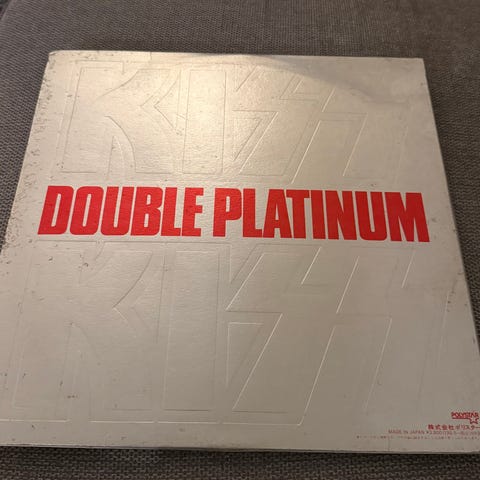 KISS
DOUBLE PLATINUM
KISS
POLYSTAR
株式会社ポリスター
MADE IN JAPAN